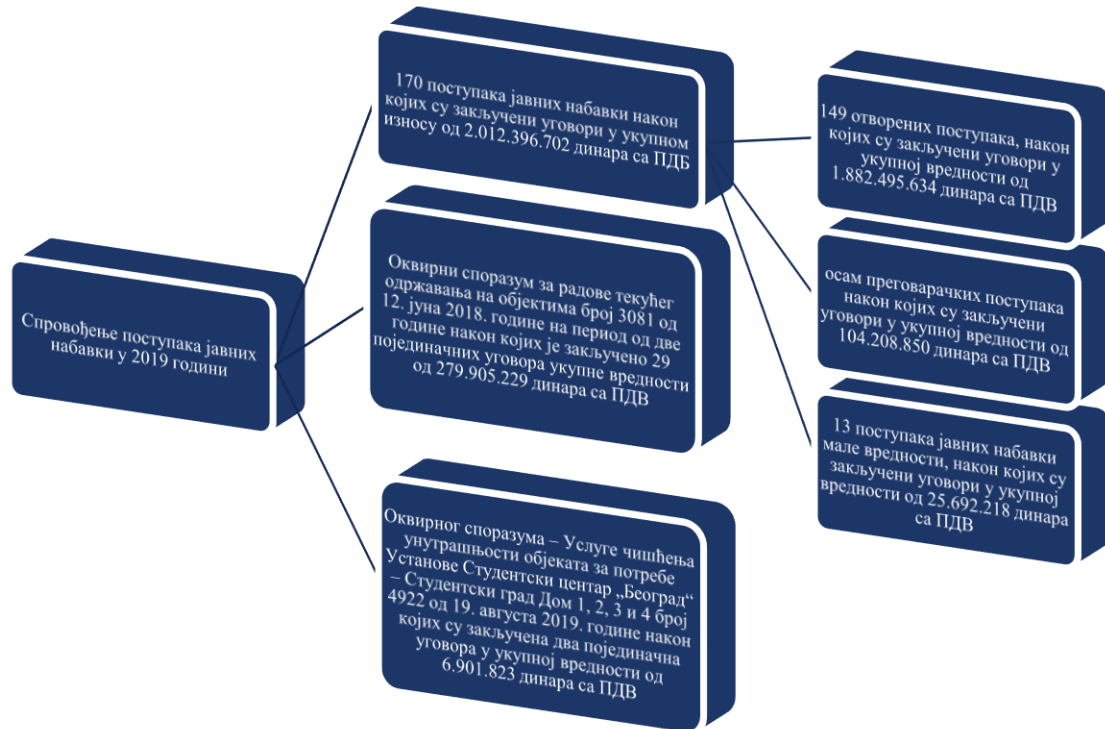 Спровођење поступака јавних
набавки у 2019 години
170 поступака јавних набавки након
којих су закључени уговори у укупном
износу од 2.012.396.702 динара са ПДБ
Оквирни споразум за радове текућег
одржавања на објектима број 3081 од
12. јуна 2018. године на период од две
године након којих је закључено 29
појединачних уговора укупне вредности
од 279.905.229 динара са ПДВ
Оквирног споразума – Услуге чишћења
унутрашњости објеката за потребе
Установе Студентски центар „Београд“
– Студентски град Дом 1, 2, 3 и 4 број
4922 од 19. августа 2019. године након
којих су закључена два појединачна
уговора у укупној вредности од
6.901.823 динара са ПДВ
149 отворених поступака, након
којих су закључени уговори у
укупној вредности од
1.882.495.634 динара са ПДВ
осам преговарачких поступака
након којих су закључени
уговори у укупној вредности од
104.208.850 динара са ПДВ
13 поступака јавних набавки
мале вредности, након којих су
закључени уговори у укупној
вредности од 25.692.218 динара
са ПДВ